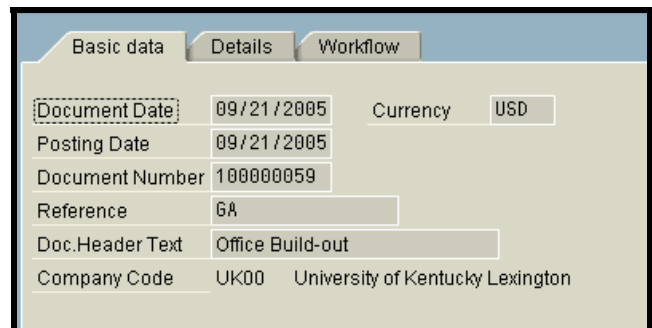 Basic data Details Workflow
Document Date 09/21/2005 Currency USD
Posting Date 09/21/2005
Document Number 100000059
Reference GA
Doc.Header Text Office Build-out
Company Code UK00 University of Kentucky Lexington